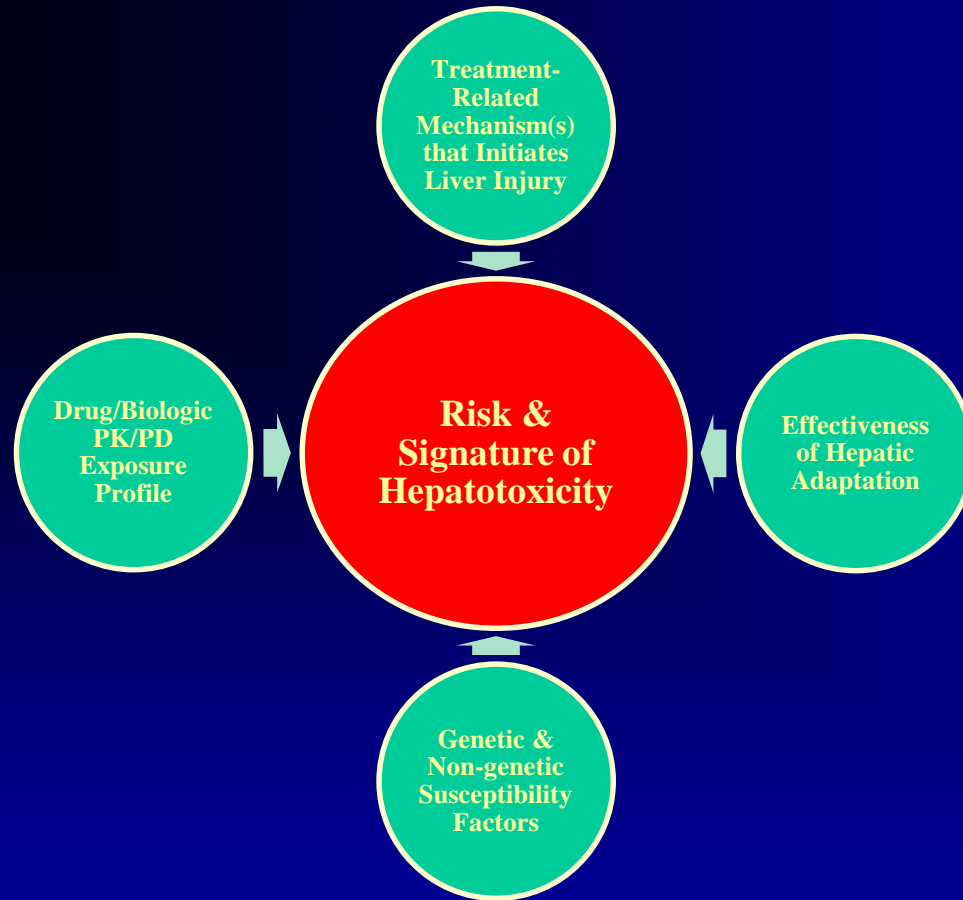 Treatment-
Related
Mechanism(s)
that Initiates
Liver Injury
Drug/Biologic
PK/PD
Exposure
Profile
Risk &
Signature of
Hepatotoxicity
Effectiveness
of Hepatic
Adaptation
Genetic &
Non-genetic
Susceptibility
Factors